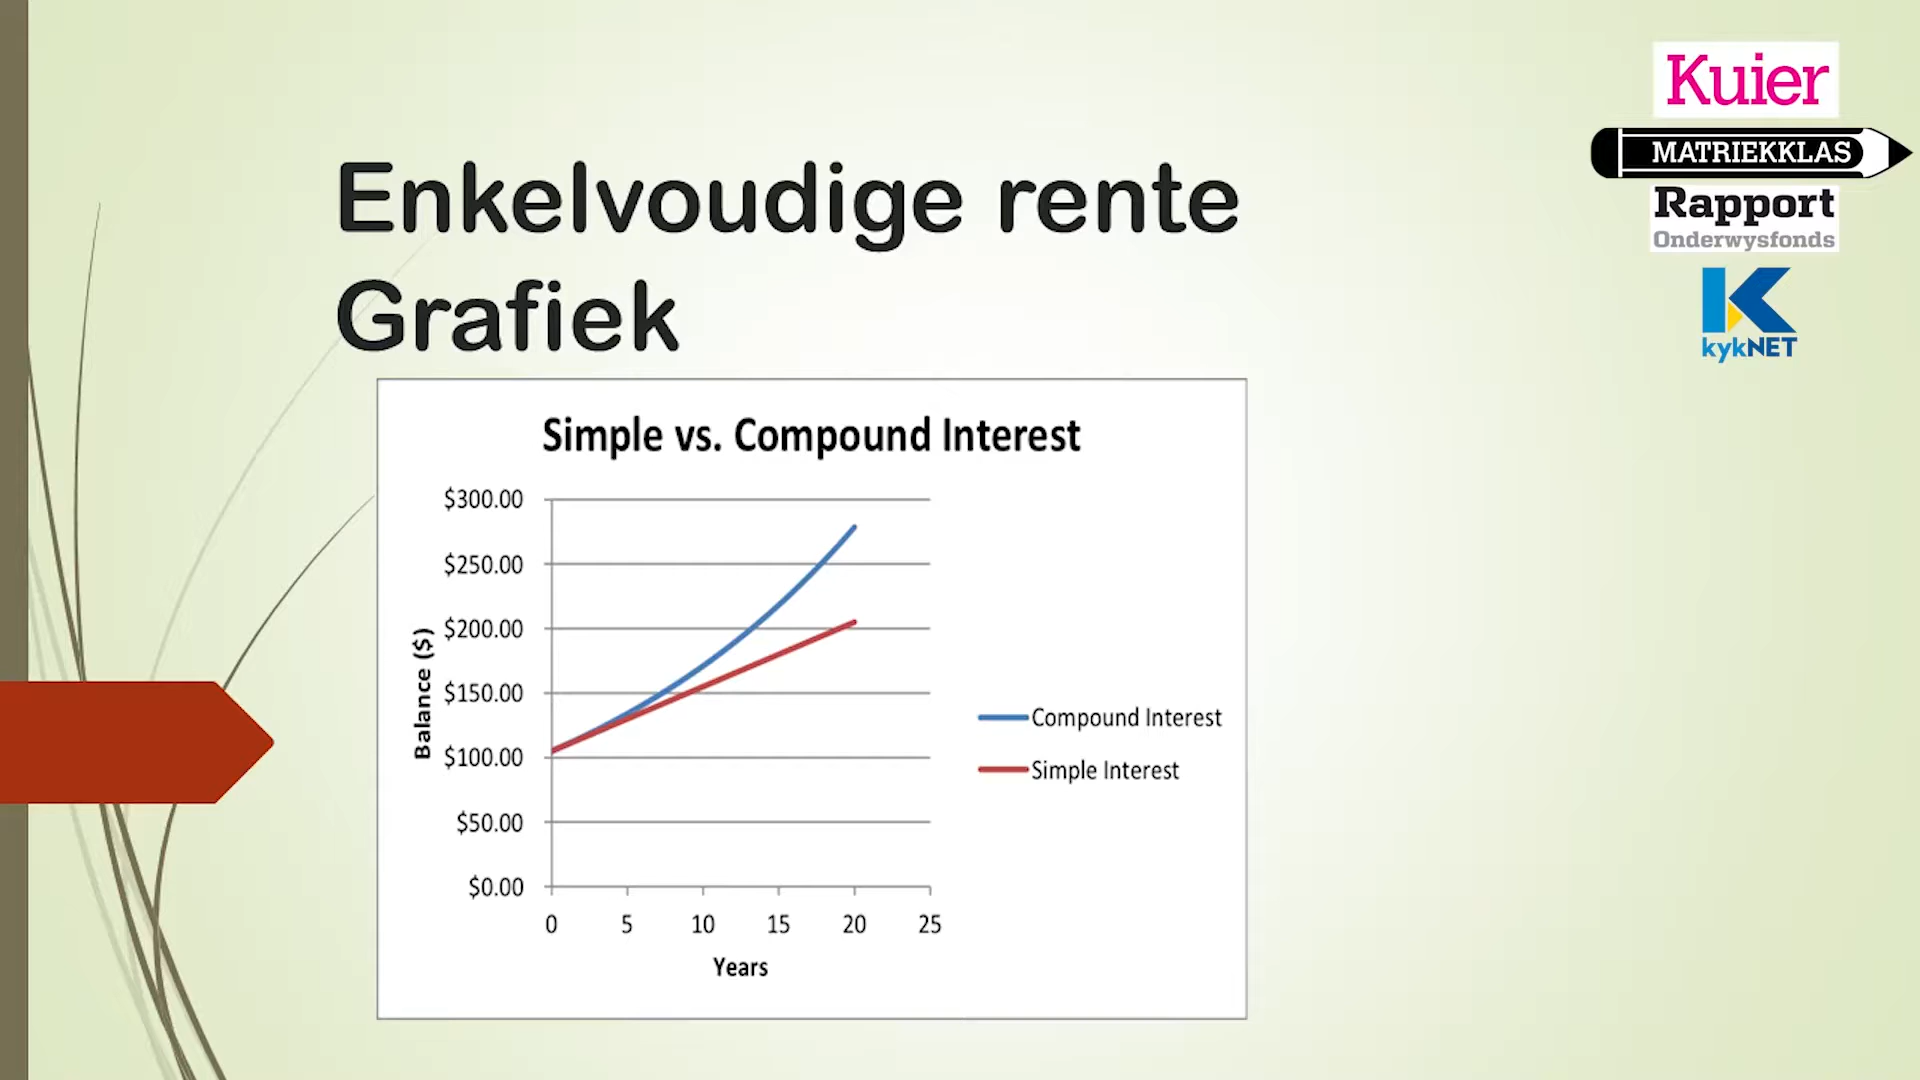 Kuier
MATRIEKKLAS
Rapport
Onderwysfonds
kykNET
Enkelvoudige rente
Grafiek
Simple vs. Compound Interest
$300.00
$250.00
$200.00
$150.00
$100.00
$50.00
$0.00
Balance ($)
0 5 10 15 20 25
Years
Compound Interest
Simple Interest